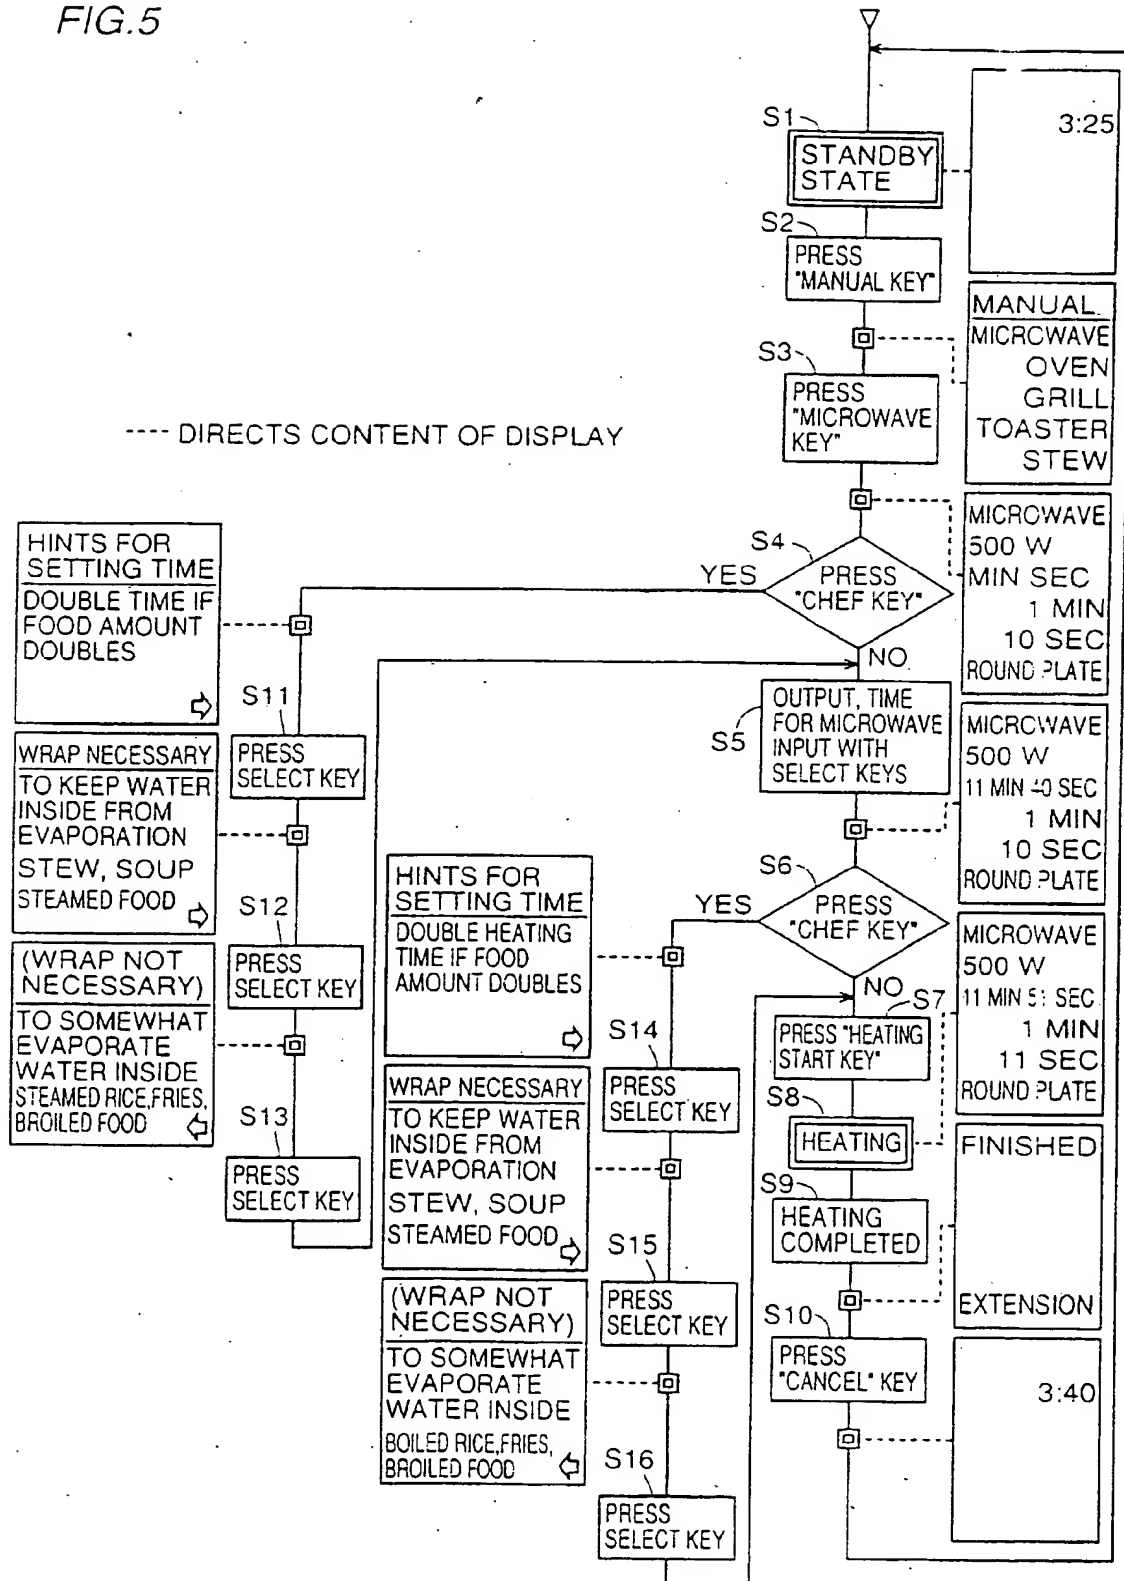 FIG.5
---- DIRECTS CONTENT OF DISPLAY
S1
STANDBY
STATE
3:25
S2
PRESS
"MANUAL KEY"
MANUAL
MICROWAVE
OVEN
GRILL
TOASTER
STEW
S3
PRESS
"MICROWAVE
KEY"
MICROWAVE
500 W
MIN SEC
1 MIN
10 SEC
ROUND PLATE
S4
PRESS
"CHEF KEY"
YES
NO
S5
OUTPUT, TIME
FOR MICROWAVE
INPUT WITH
SELECT KEYS
MICROWAVE
500 W
11 MIN 40 SEC
1 MIN
10 SEC
ROUND PLATE
S6
PRESS
"CHEF KEY"
YES
NO
S7
PRESS "HEATING
START KEY"
MICROWAVE
500 W
11 MIN SEC
1 MIN
11 SEC
ROUND PLATE
S8
HEATING
S9
HEATING
COMPLETED
FINISHED
EXTENSION
S10
PRESS
"CANCEL" KEY
3:40
HINTS FOR
SETTING TIME
DOUBLE TIME IF
FOOD AMOUNT
DOUBLES
S11
PRESS
SELECT KEY
WRAP NECESSARY
TO KEEP WATER
INSIDE FROM
EVAPORATION
STEW, SOUP
STEAMED FOOD
S12
PRESS
SELECT KEY
(WRAP NOT
NECESSARY)
TO SOMEWHAT
EVAPORATE
WATER INSIDE
STEAMED RICE,FRIES,
BROILED FOOD
S13
PRESS
SELECT KEY
HINTS FOR
SETTING TIME
DOUBLE HEATING
TIME IF FOOD
AMOUNT DOUBLES
S14
PRESS
SELECT KEY
WRAP NECESSARY
TO KEEP WATER
INSIDE FROM
EVAPORATION
STEW, SOUP
STEAMED FOOD
S15
PRESS
SELECT KEY
(WRAP NOT
NECESSARY)
TO SOMEWHAT
EVAPORATE
WATER INSIDE
BOILED RICE,FRIES,
BROILED FOOD
S16
PRESS
SELECT KEY